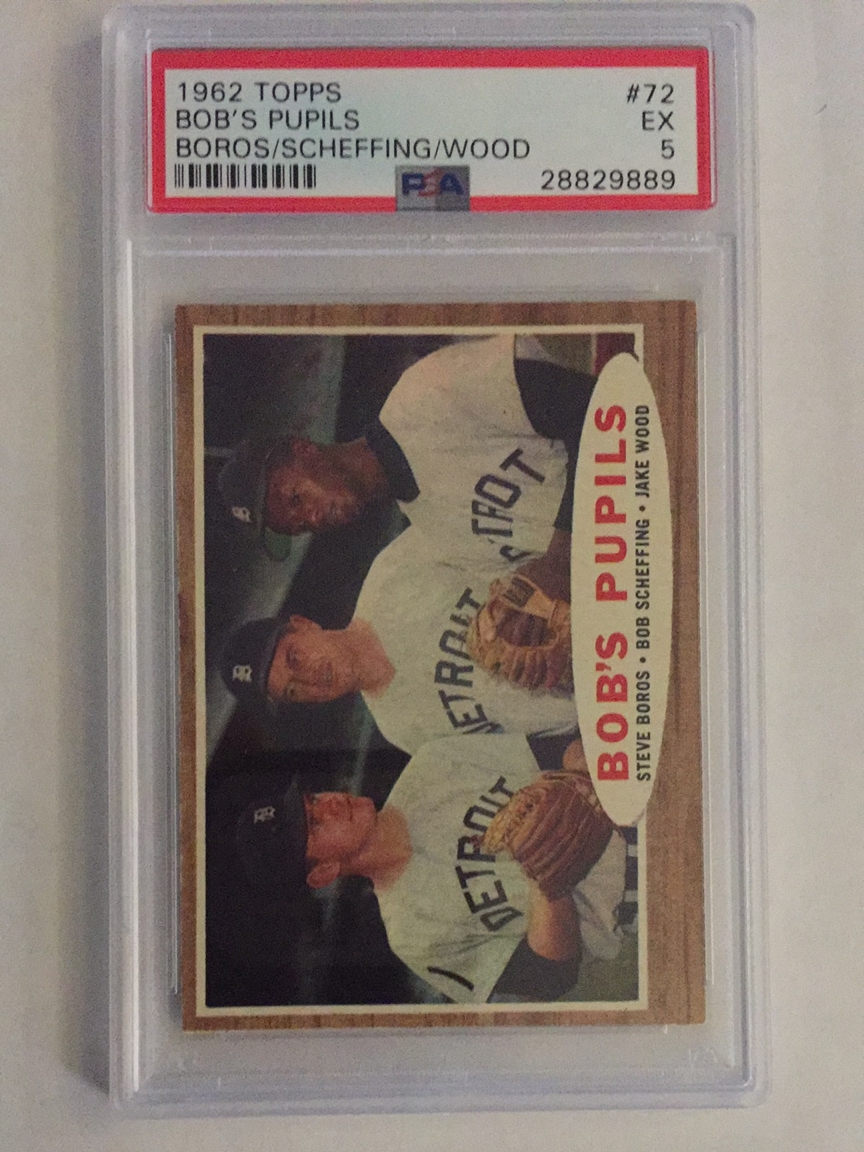 1962 TOPPS #72
BOB'S PUPILS EX
BOROS/SCHEFFING/WOOD 5
PSA 28829889
BOB'S PUPILS
STEVE BOROS • BOB SCHEFFING • JAKE WOOD
DETROIT
DETROIT
TROT